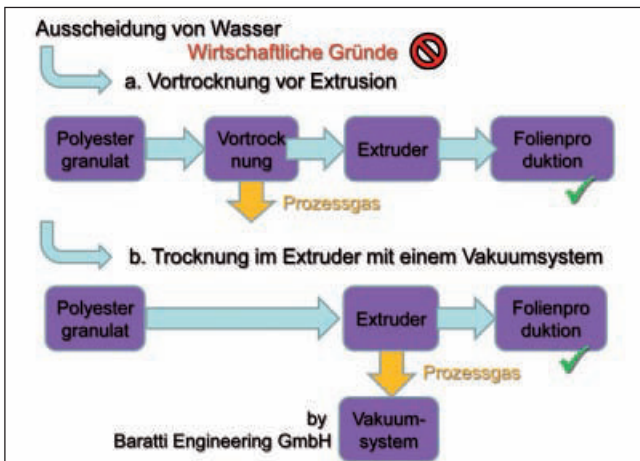 Ausscheidung von Wasser
Wirtschaftliche Gründe
a. Vortrocknung vor Extrusion
Polyester
granulat
Vortrock
nung
Extruder
Folienpro
duktion
Prozessgas
b. Trocknung im Extruder mit einem Vakuumsystem
Polyester
granulat
Extruder
Folienpro
duktion
Prozessgas
by
Baratti Engineering GmbH
Vakuum-
system